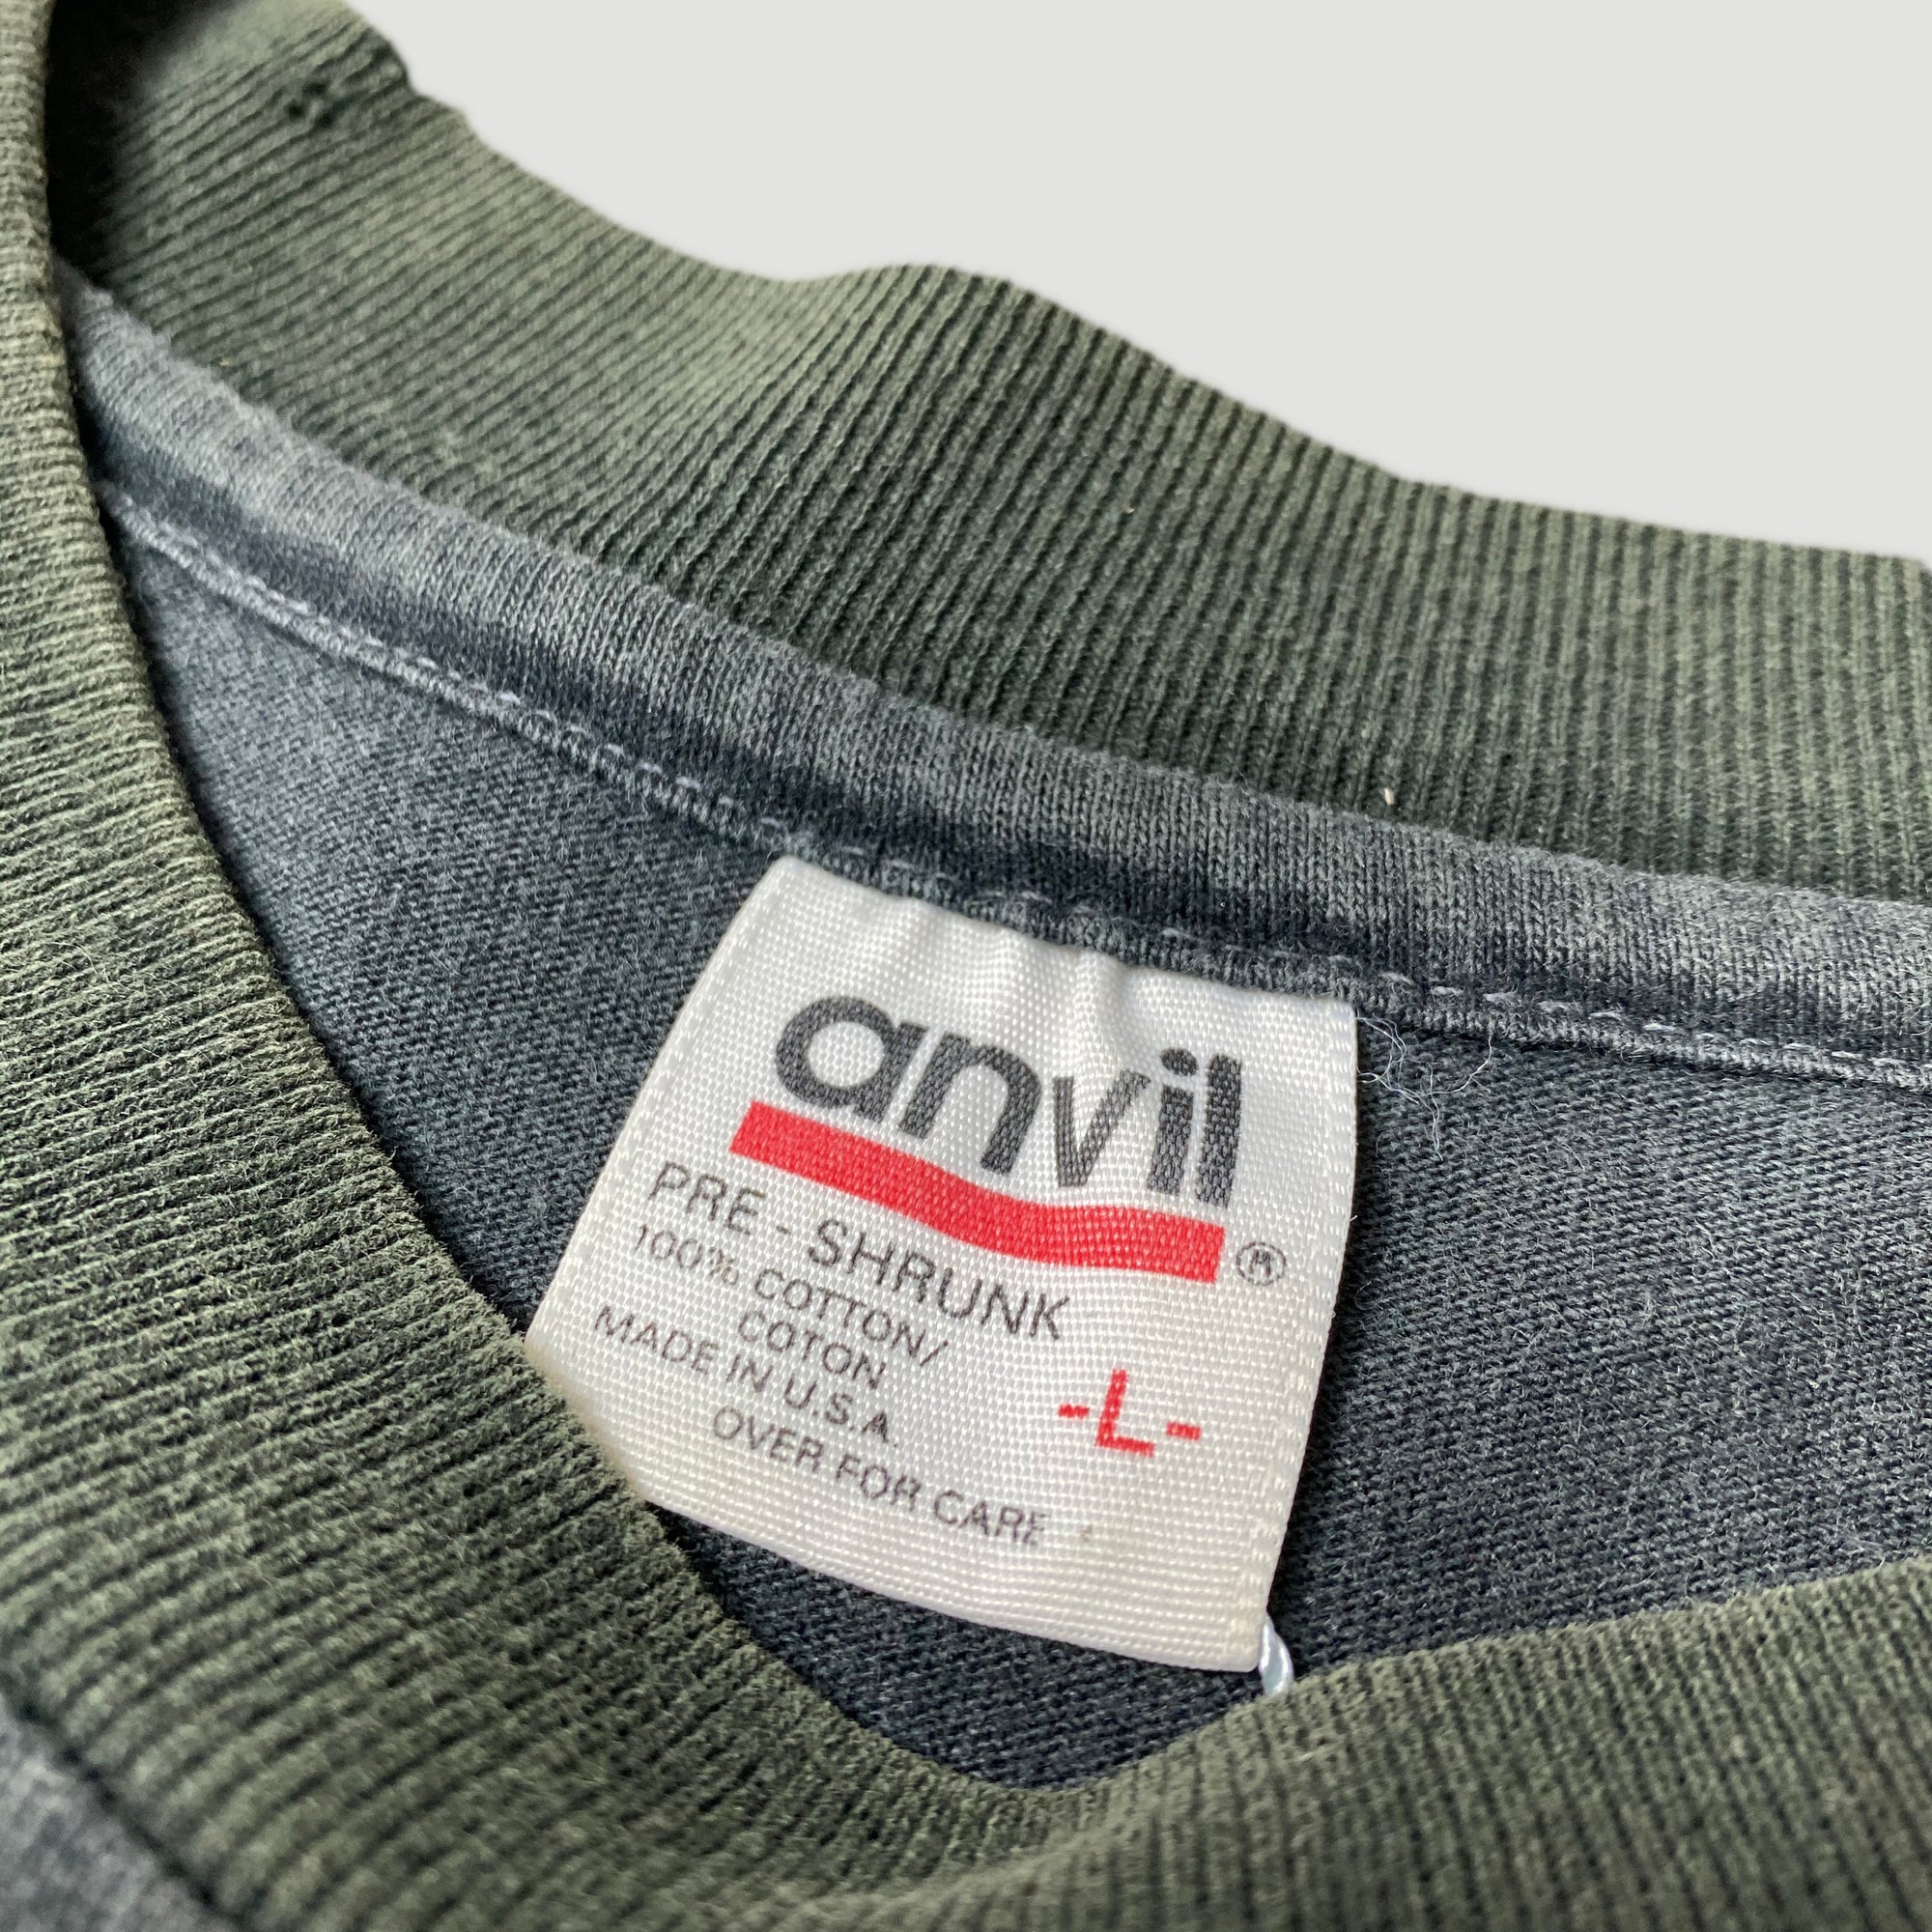 anvil
®
PRE - SHRUNK
100% COTTON/
COTON
MADE IN U.S.A.
-L-
OVER FOR CARE